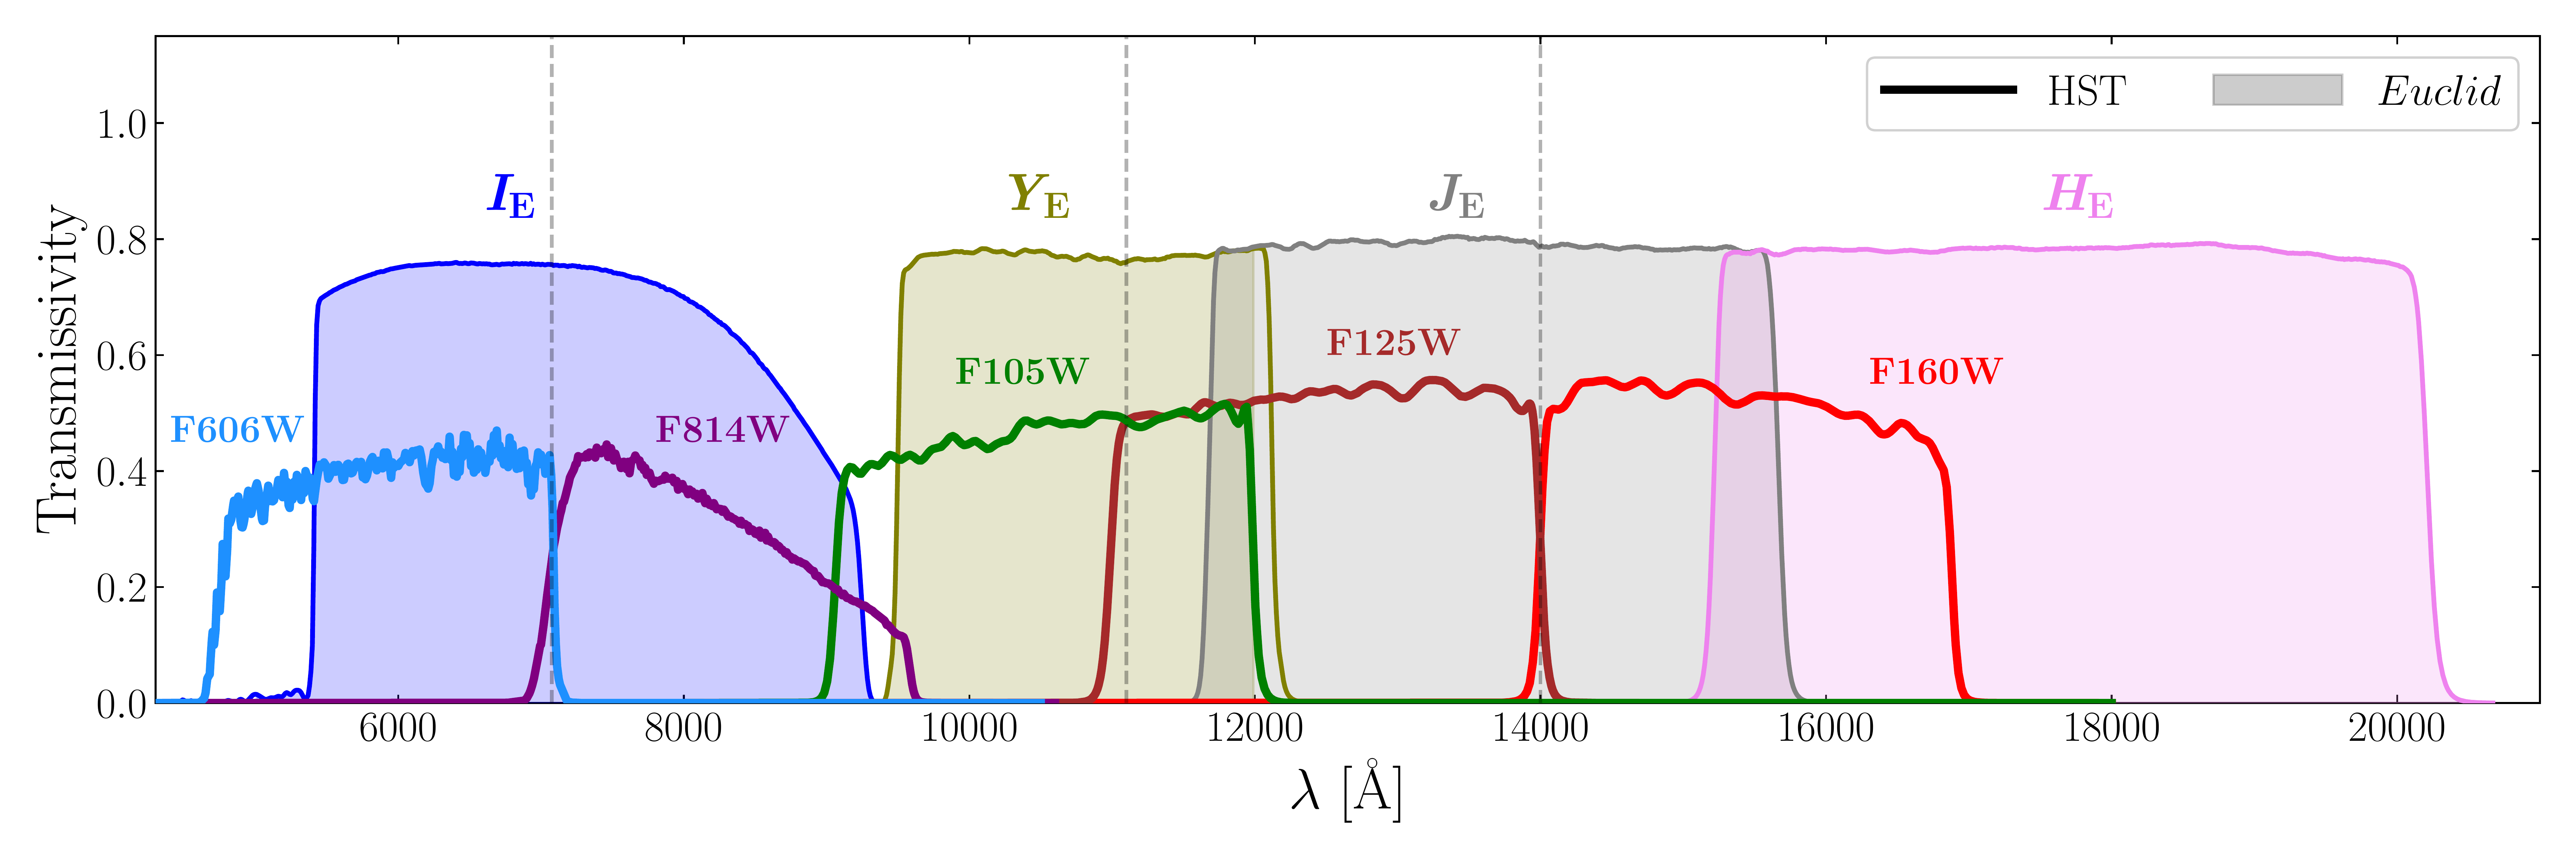 HST
Euclid
I_E
Y_E
J_E
H_E
F606W
F814W
F105W
F125W
F160W
Transmissivity
1.0
0.8
0.6
0.4
0.2
0.0
6000
8000
10000
12000
14000
16000
18000
20000
λ [Å]